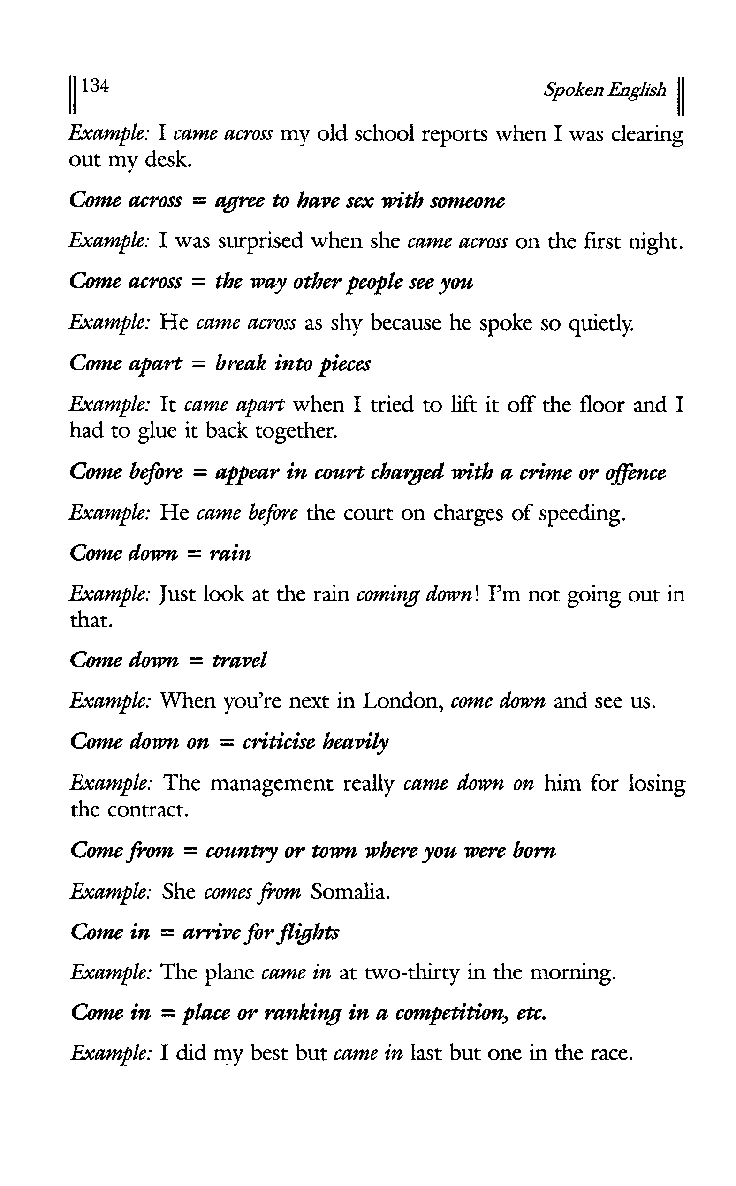 134 Spoken English
Example: I came across my old school reports when I was clearing
out my desk.
Come across = agree to have sex with someone
Example: I was surprised when she came across on the first night.
Come across = the way other people see you
Example: He came across as shy because he spoke so quietly.
Come apart = break into pieces
Example: It came apart when I tried to lift it off the floor and I
had to glue it back together.
Come before = appear in court charged with a crime or offence
Example: He came before the court on charges of speeding.
Come down = rain
Example: Just look at the rain coming down! I'm not going out in
that.
Come down = travel
Example: When you're next in London, come down and see us.
Come down on = criticise heavily
Example: The management really came down on him for losing
the contract.
Come from = country or town where you were born
Example: She comes from Somalia.
Come in = arrive for flights
Example: The plane came in at two-thirty in the morning.
Come in = place or ranking in a competition, etc.
Example: I did my best but came in last but one in the race.